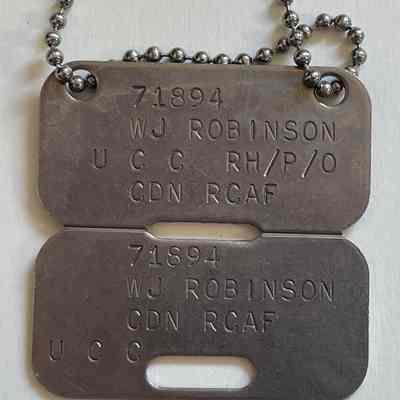 71894
WJ ROBINSON
U C C RH/P/O
CDN RCAF
71894
WJ ROBINSON
CDN RCAF
U C C